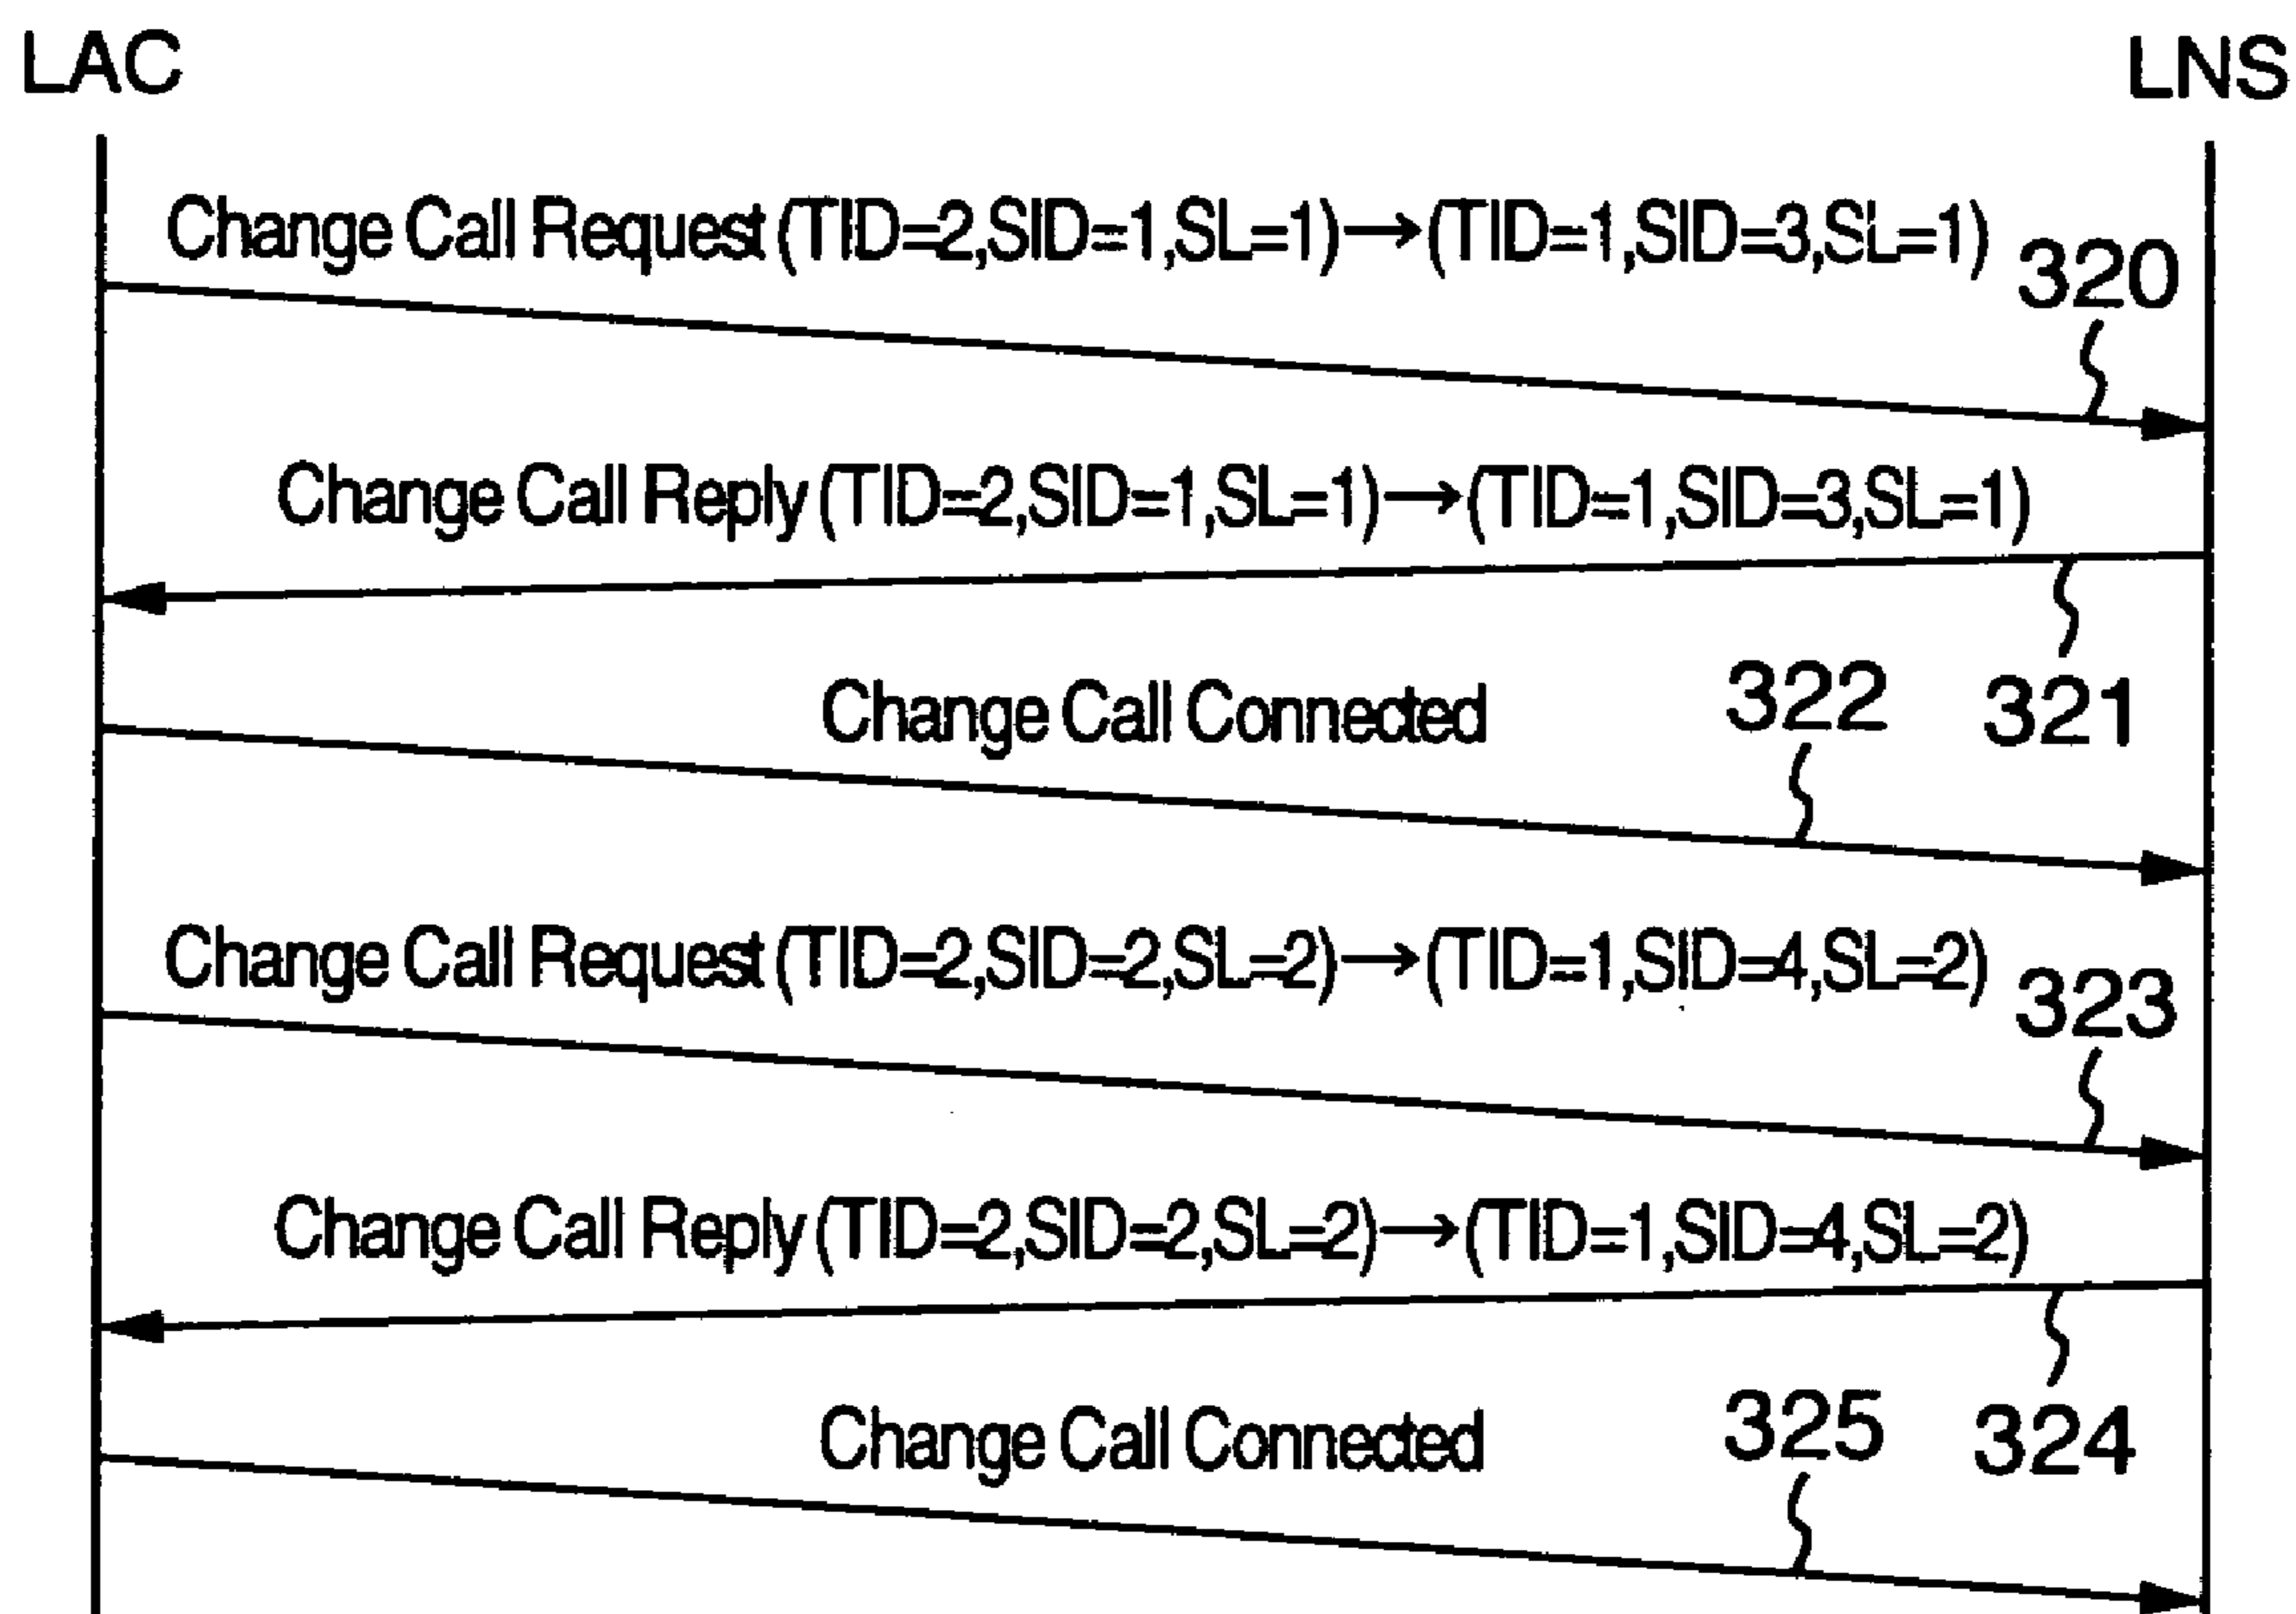 LAC LNS
Change Call Request (TID=2,SID=1,SL=1)→(TID=1,SID=3,SL=1)
320
Change Call Reply (TID=2,SID=1,SL=1)→(TID=1,SID=3,SL=1)
321
Change Call Connected
322
Change Call Request (TID=2,SID=2,SL=2)→(TID=1,SID=4,SL=2)
323
Change Call Reply (TID=2,SID=2,SL=2)→(TID=1,SID=4,SL=2)
324
Change Call Connected
325